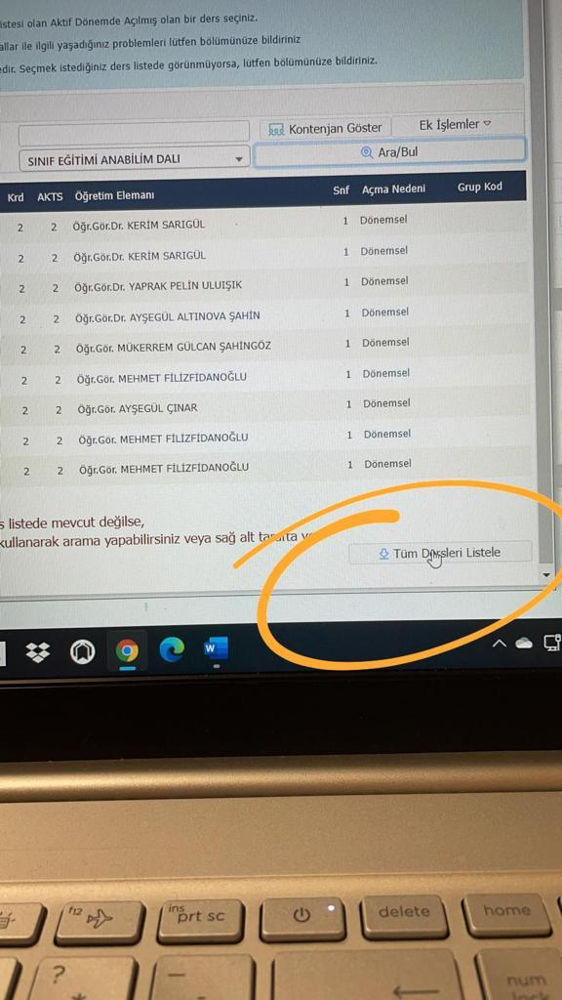 istesi olan Aktif Dönemde Açılmış olan bir ders seçiniz.
allar ile ilgili yaşadığınız problemleri lütfen bölümünüze bildiriniz
edir. Seçmek istediğiniz ders listede görünmüyorsa, lütfen bölümünüze bildiriniz.
Kontenjan Göster Ek İşlemler
SINIF EĞİTİMİ ANABİLİM DALI Ara/Bul
Krd AKTS Öğretim Elemanı Snf Açma Nedeni Grup Kod
2 2 Öğr.Gör.Dr. KERİM SARIGÜL 1 Dönemsel
2 2 Öğr.Gör.Dr. KERİM SARIGÜL 1 Dönemsel
2 2 Öğr.Gör.Dr. YAPRAK PELİN ULUIŞIK 1 Dönemsel
2 2 Öğr.Gör.Dr. AYŞEGÜL ALTINOVA ŞAHİN 1 Dönemsel
2 2 Öğr.Gör. MÜKERREM GÜLCAN ŞAHİNGÖZ 1 Dönemsel
2 2 Öğr.Gör. MEHMET FİLİZFİDANOĞLU 1 Dönemsel
2 2 Öğr.Gör. AYŞEGÜL ÇINAR 1 Dönemsel
2 2 Öğr.Gör. MEHMET FİLİZFİDANOĞLU 1 Dönemsel
2 2 Öğr.Gör. MEHMET FİLİZFİDANOĞLU 1 Dönemsel
s listede mevcut değilse,
kullanarak arama yapabilirsiniz veya sağ alt tarafta
Tüm Dersleri Listele
W
f12
ins
prt sc
delete
home
?
num
lock